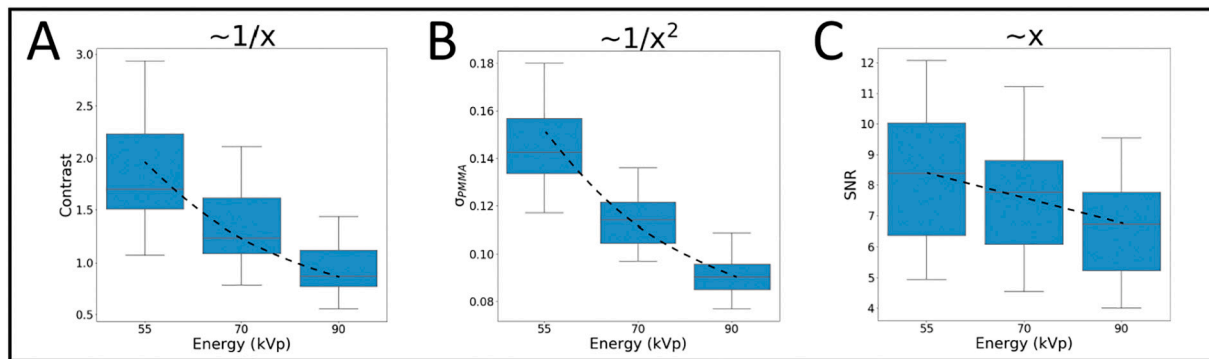 A
~1/x
Contrast
3.0
2.5
2.0
1.5
1.0
0.5
55 70 90
Energy (kVp)
B
~1/x²
σPMMA
0.18
0.16
0.14
0.12
0.10
0.08
55 70 90
Energy (kVp)
C
~x
SNR
12
11
10
9
8
7
6
5
4
55 70 90
Energy (kVp)